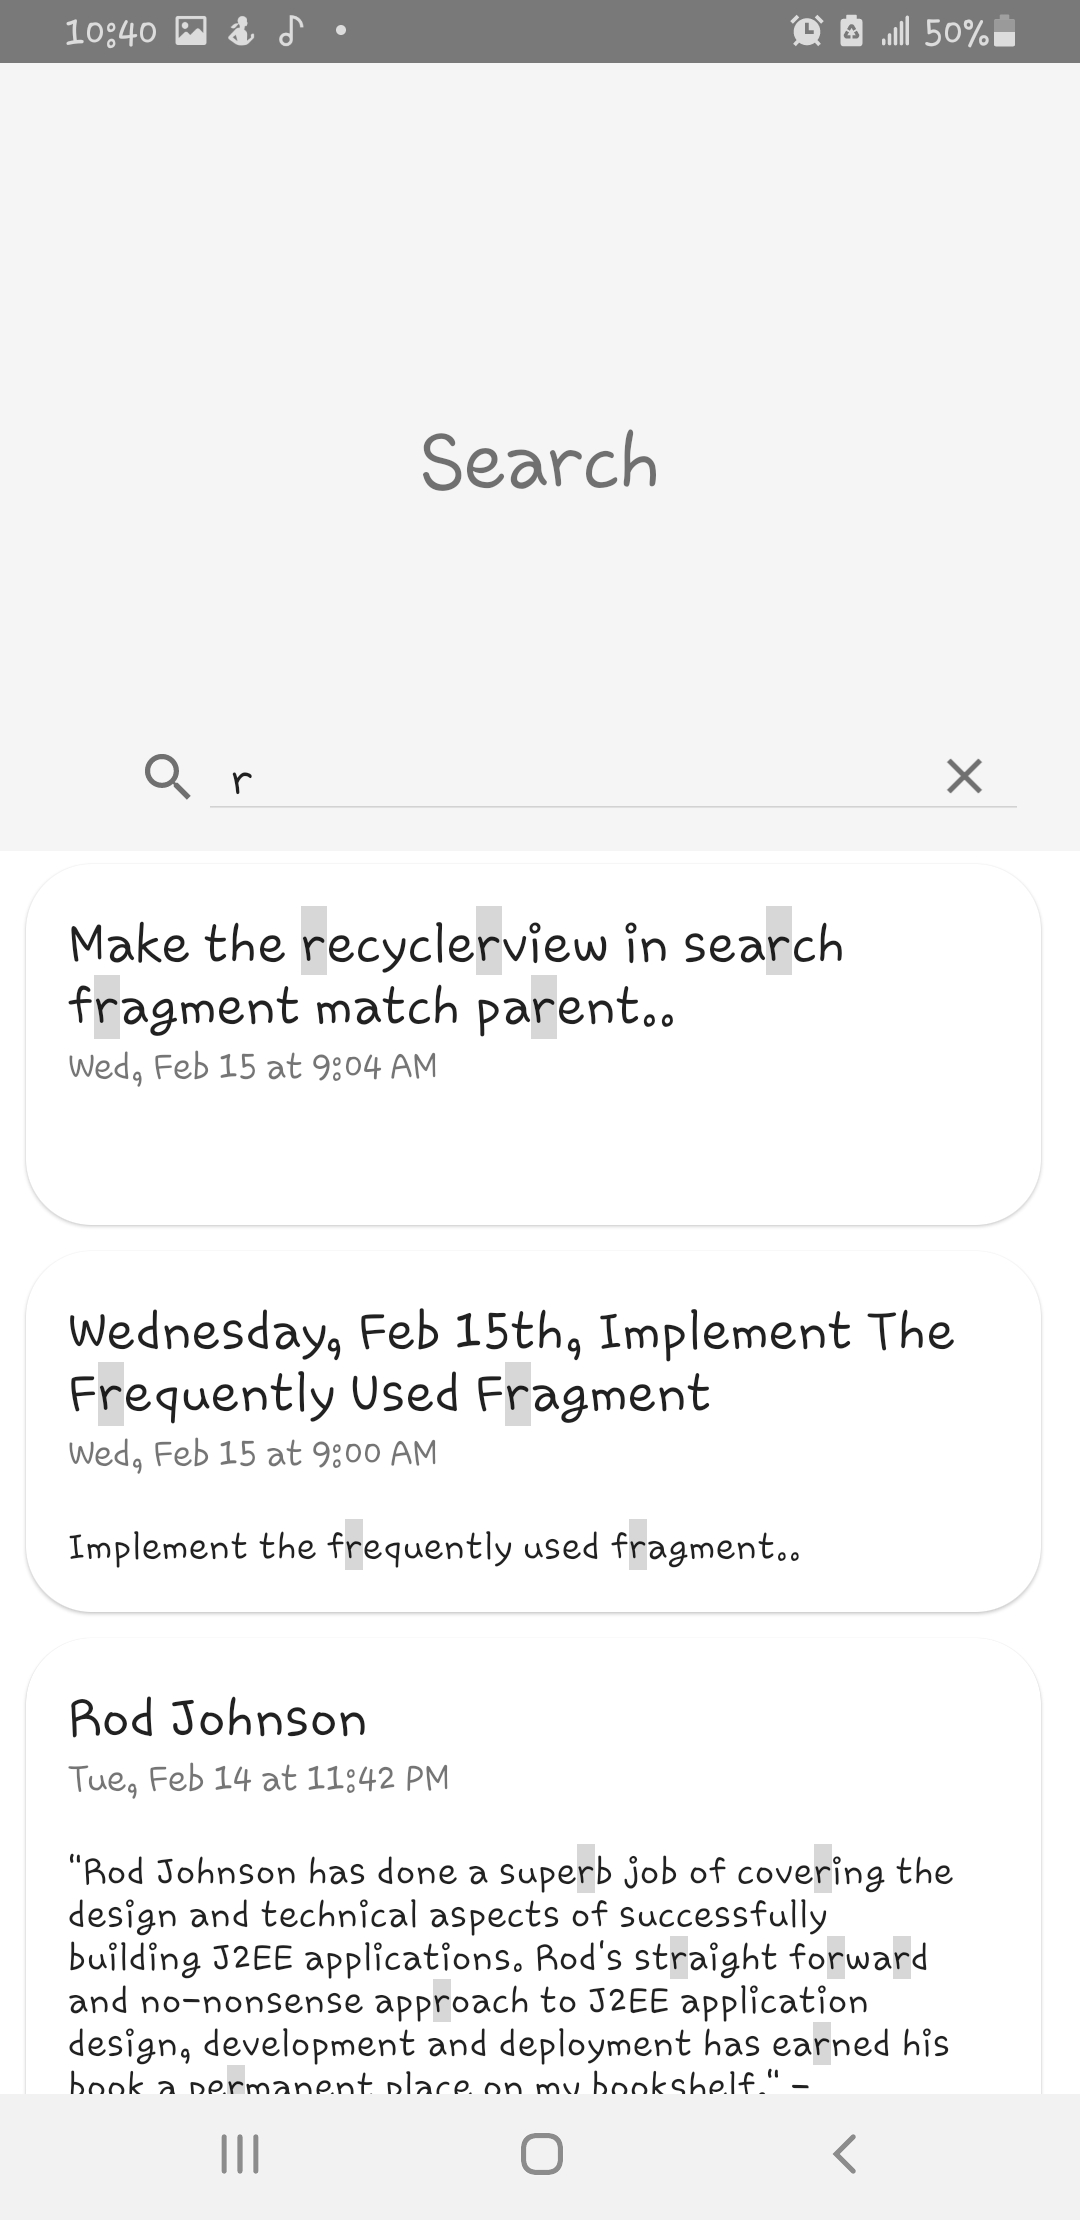 10:40
50%
Search
r
Make the recyclerview in search
fragment match parent..
Wed, Feb 15 at 9:04 AM
Wednesday, Feb 15th, Implement The
Frequently Used Fragment
Wed, Feb 15 at 9:00 AM
Implement the frequently used fragment..
Rod Johnson
Tue, Feb 14 at 11:42 PM
"Rod Johnson has done a superb job of covering the
design and technical aspects of successfully
building J2EE applications. Rod's straight forward
and no-nonsense approach to J2EE application
design, development and deployment has earned his
book a permanent place on my bookshelf." -